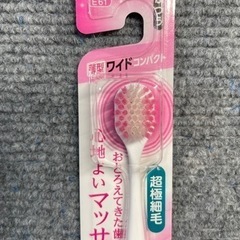 薄型ワイドコンパクト
おとろえてきた歯
心地よいマッサ
超極細毛